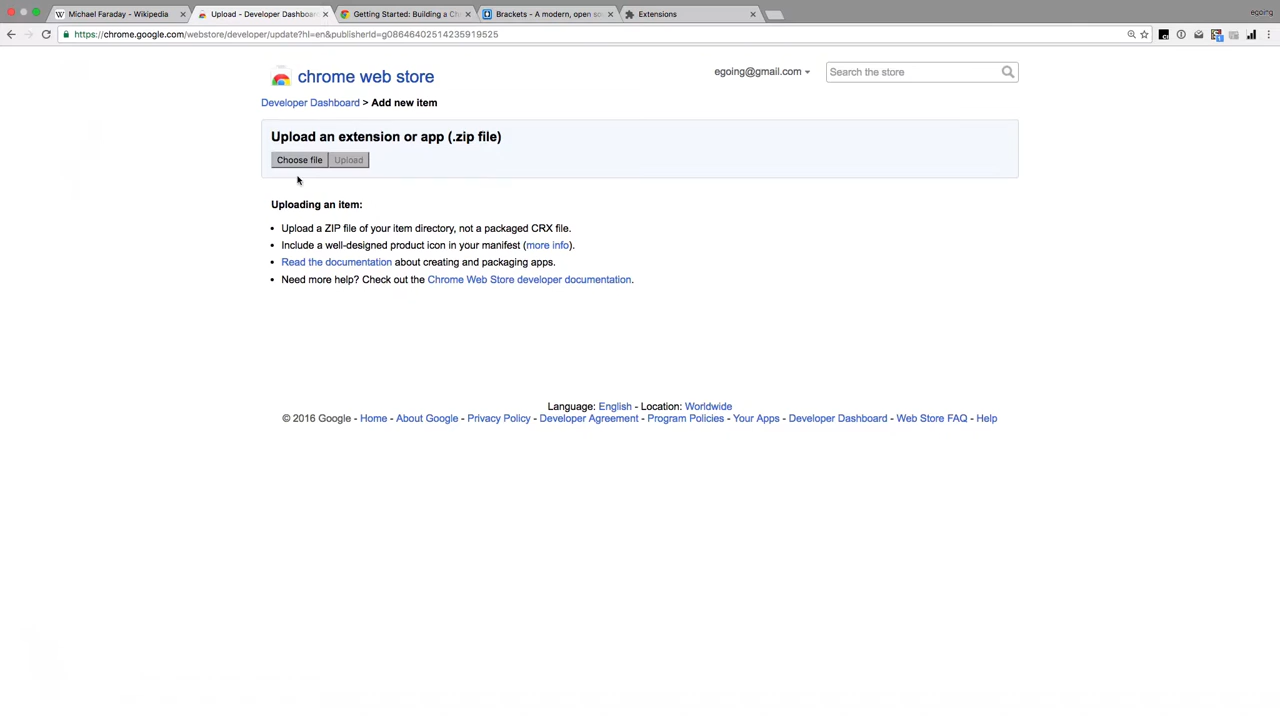 Michael Faraday - Wikipedia
Upload - Developer Dashboa
Getting Started: Building a Ch
Brackets - A modern, open so
Extensions
egoing
https://chrome.google.com/webstore/developer/update?hl=en&publisherId=g08646402514235919525
chrome web store
egoing@gmail.com
Search the store
Developer Dashboard > Add new item
Upload an extension or app (.zip file)
Choose file
Upload
Uploading an item:
• Upload a ZIP file of your item directory, not a packaged CRX file.
• Include a well-designed product icon in your manifest (more info).
• Read the documentation about creating and packaging apps.
• Need more help? Check out the Chrome Web Store developer documentation.
Language: English - Location: Worldwide
© 2016 Google - Home - About Google - Privacy Policy - Developer Agreement - Program Policies - Your Apps - Developer Dashboard - Web Store FAQ - Help